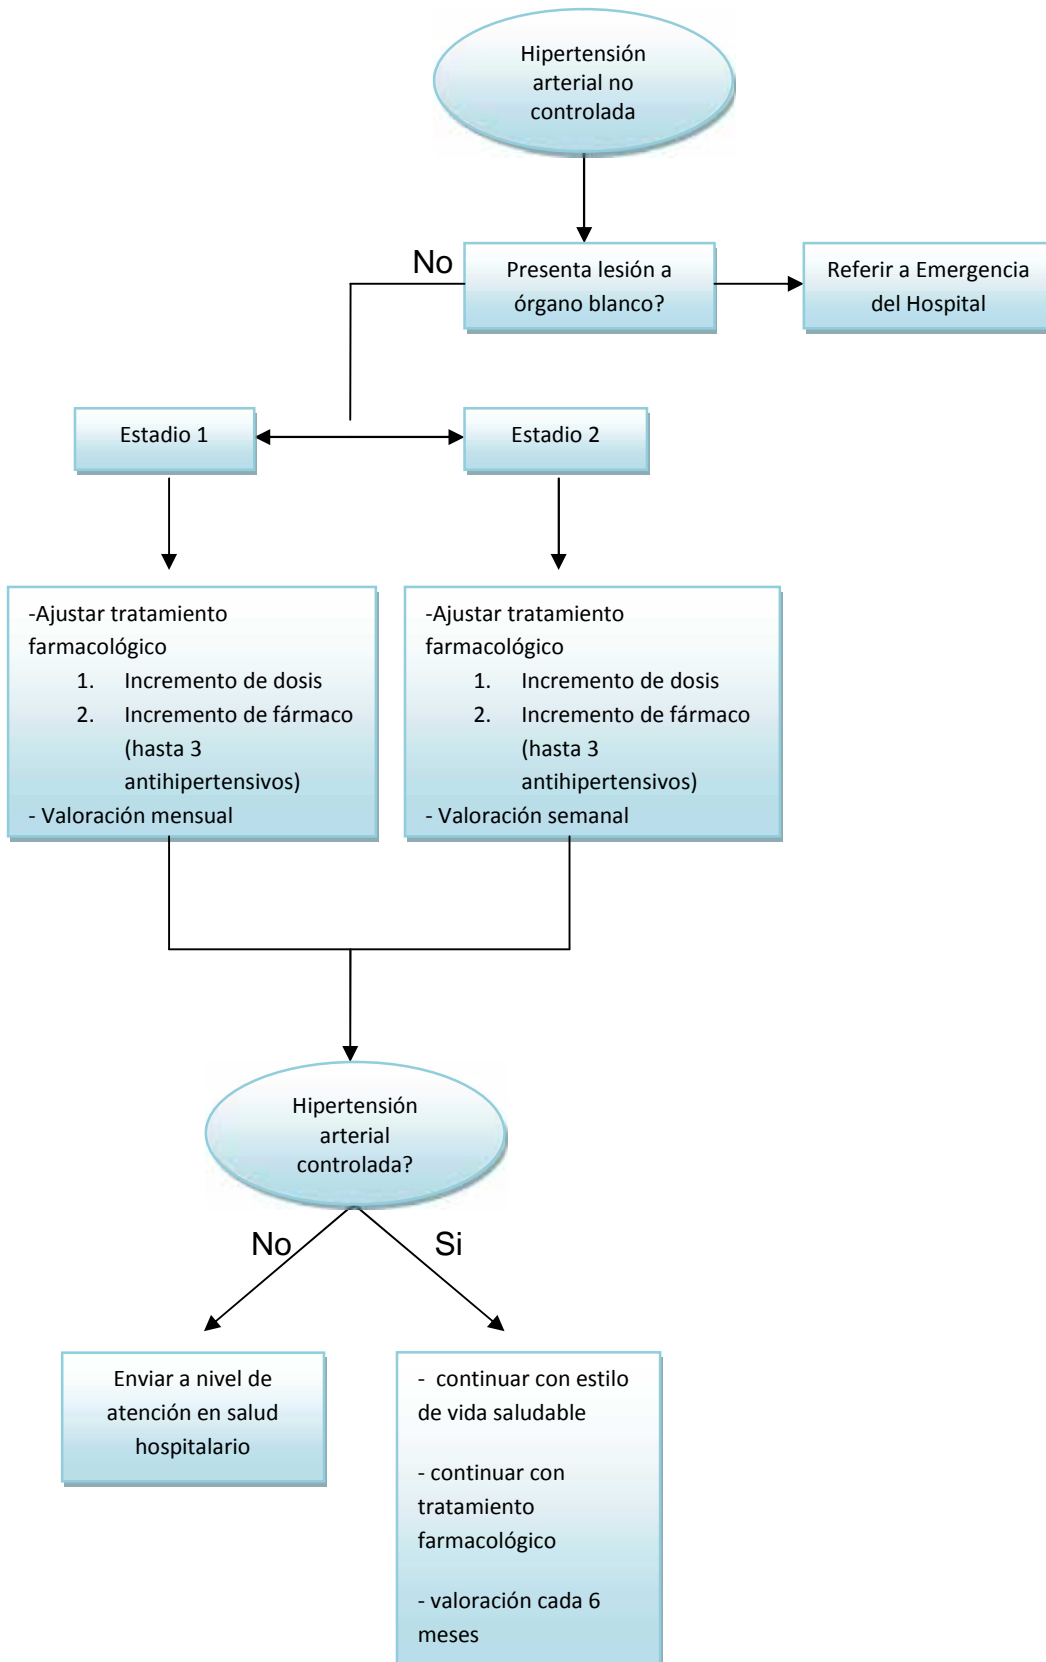 Hipertensión
arterial no
controlada
No
Presenta lesión a
órgano blanco?
Referir a Emergencia
del Hospital
Estadio 1
Estadio 2
-Ajustar tratamiento
farmacológico
1. Incremento de dosis
2. Incremento de fármaco
(hasta 3
antihipertensivos)
- Valoración mensual
-Ajustar tratamiento
farmacológico
1. Incremento de dosis
2. Incremento de fármaco
(hasta 3
antihipertensivos)
- Valoración semanal
Hipertensión
arterial
controlada?
No
Si
Enviar a nivel de
atención en salud
hospitalario
- continuar con estilo
de vida saludable
- continuar con
tratamiento
farmacológico
- valoración cada 6
meses